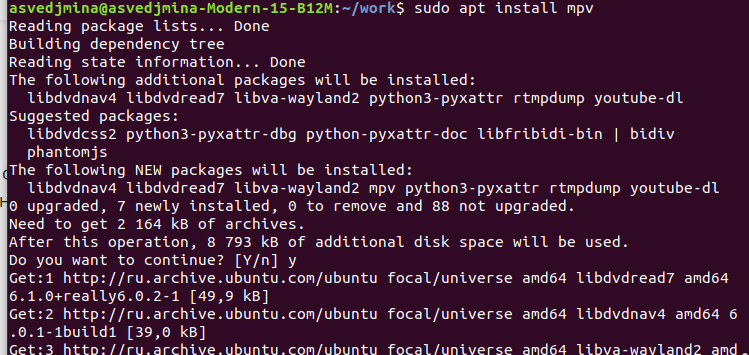 asvedjmina@asvedjmina-Modern-15-B12M:~/work$ sudo apt install mpv
Reading package lists... Done
Building dependency tree
Reading state information... Done
The following additional packages will be installed:
  libdvdnav4 libdvdread7 libva-wayland2 python3-pyxattr rtmpdump youtube-dl
Suggested packages:
  libdvdcss2 python3-pyxattr-dbg python-pyxattr-doc libfribidi-bin | bidiv
  phantomjs
The following NEW packages will be installed:
  libdvdnav4 libdvdread7 libva-wayland2 mpv python3-pyxattr rtmpdump youtube-dl
0 upgraded, 7 newly installed, 0 to remove and 88 not upgraded.
Need to get 2 164 kB of archives.
After this operation, 8 793 kB of additional disk space will be used.
Do you want to continue? [Y/n] y
Get:1 http://ru.archive.ubuntu.com/ubuntu focal/universe amd64 libdvdread7 amd64
6.1.0+really6.0.2-1 [49,9 kB]
Get:2 http://ru.archive.ubuntu.com/ubuntu focal/universe amd64 libdvdnav4 amd64 6
.0.1-1build1 [39,0 kB]
Get:3 http://ru.archive.ubuntu.com/ubuntu focal/universe amd64 libva-wayland2 amd